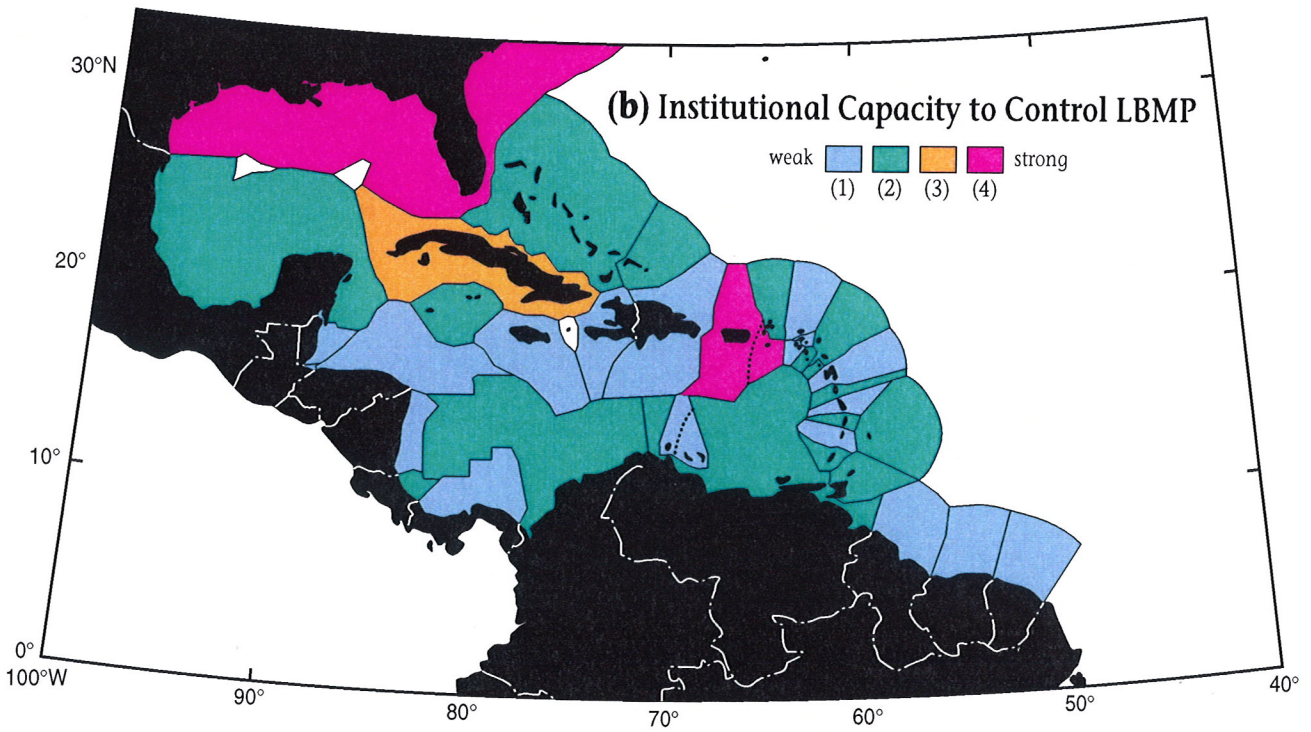 30°N
(b) Institutional Capacity to Control LBMP
weak strong
(1) (2) (3) (4)
20°
10°
0°
100°W
90°
80°
70°
60°
50°
40°